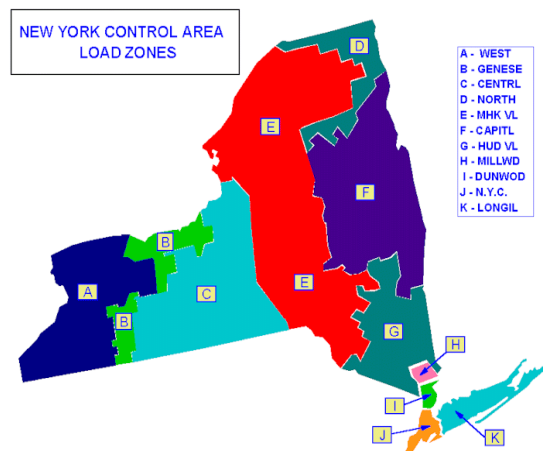 NEW YORK CONTROL AREA
LOAD ZONES
A - WEST
B - GENESE
C - CENTRL
D - NORTH
E - MHK VL
F - CAPITL
G - HUD VL
H - MILLWD
I - DUNWOD
J - N.Y.C.
K - LONGIL
D
E
F
B
A
C
E
B
G
H
I
J
K